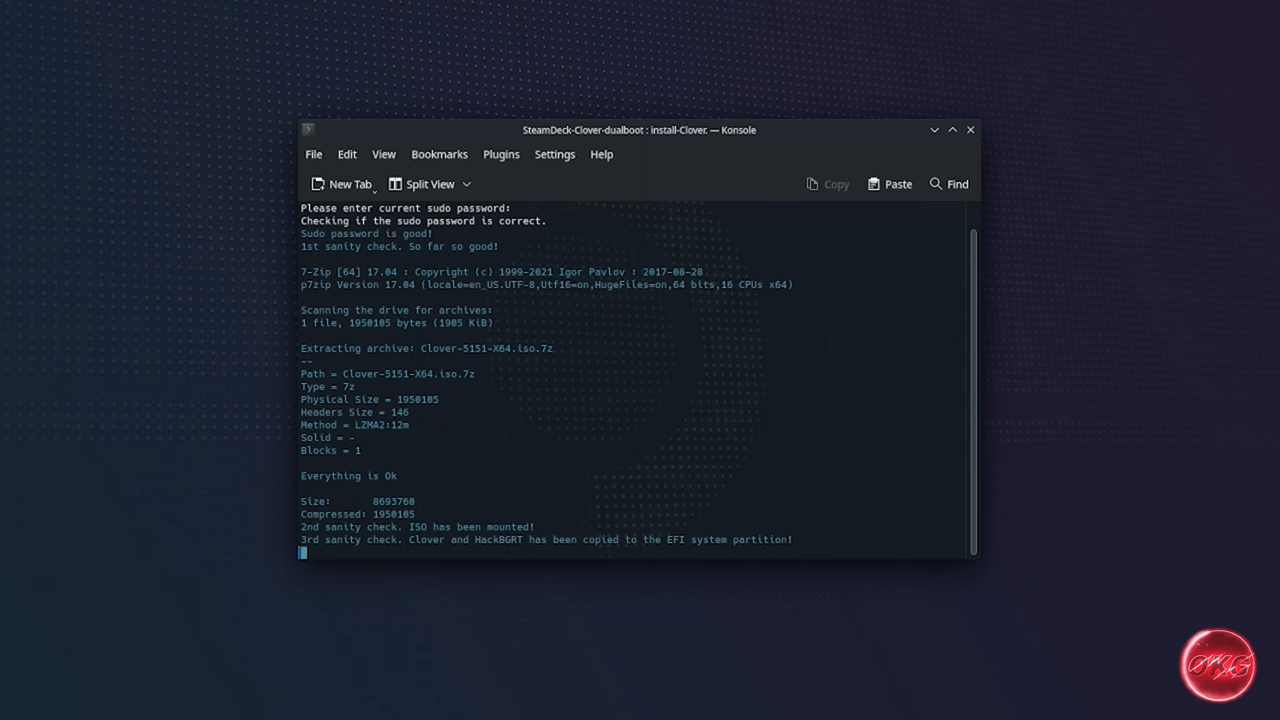 SteamDeck-Clover-dualboot : install-Clover. — Konsole
File Edit View Bookmarks Plugins Settings Help
New Tab Split View Copy Paste Find
Please enter current sudo password:
Checking if the sudo password is correct.
Sudo password is good!
1st sanity check. So far so good!
7-Zip [64] 17.04 : Copyright (c) 1999-2021 Igor Pavlov : 2017-08-28
p7zip Version 17.04 (locale=en_US.UTF-8,Utf16=on,HugeFiles=on,64 bits,16 CPUs x64)
Scanning the drive for archives:
1 file, 1950105 bytes (1905 KiB)
Extracting archive: Clover-5151-X64.iso.7z
--
Path = Clover-5151-X64.iso.7z
Type = 7z
Physical Size = 1950105
Headers Size = 146
Method = LZMA2:12m
Solid = -
Blocks = 1
Everything is Ok
Size:       8693760
Compressed: 1950105
2nd sanity check. ISO has been mounted!
3rd sanity check. Clover and HackBGRT has been copied to the EFI system partition!